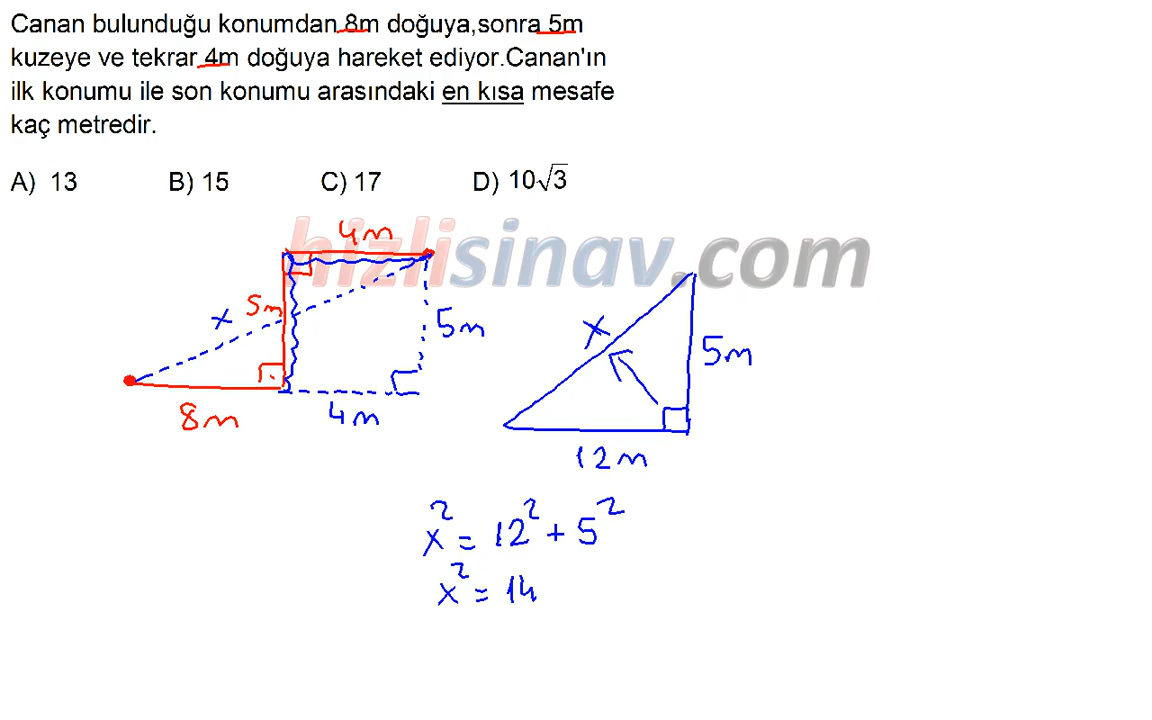 Canan bulunduğu konumdan 8m doğuya,sonra 5m
kuzeye ve tekrar 4m doğuya hareket ediyor.Canan'ın
ilk konumu ile son konumu arasındaki en kısa mesafe
kaç metredir.
A) 13 B) 15 C) 17 D) 10√3
hizlisinav.com
4m
5m
x
5m
8m
4m
x
5m
12m
x² = 12² + 5²
x² = 14